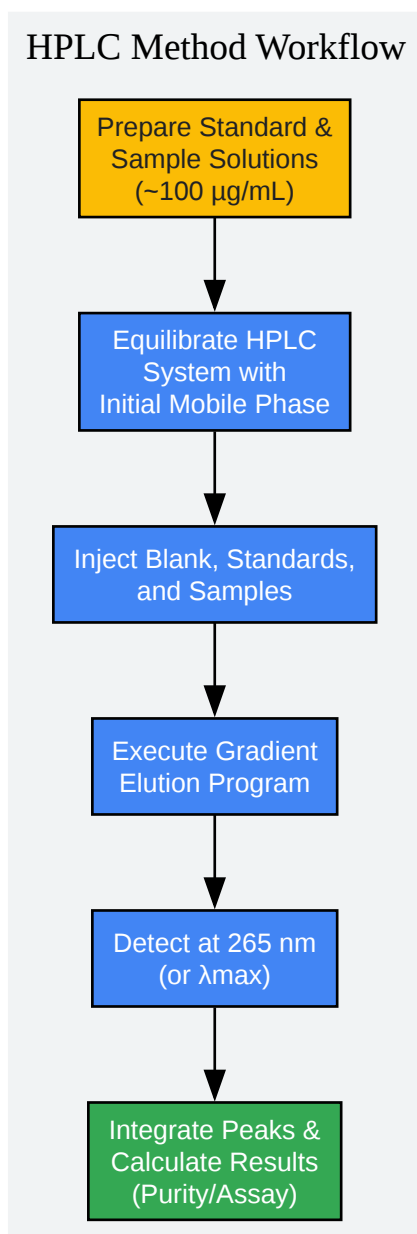 HPLC Method Workflow
Prepare Standard &
Sample Solutions
(~100 µg/mL)
Equilibrate HPLC
System with
Initial Mobile Phase
Inject Blank, Standards,
and Samples
Execute Gradient
Elution Program
Detect at 265 nm
(or λmax)
Integrate Peaks &
Calculate Results
(Purity/Assay)